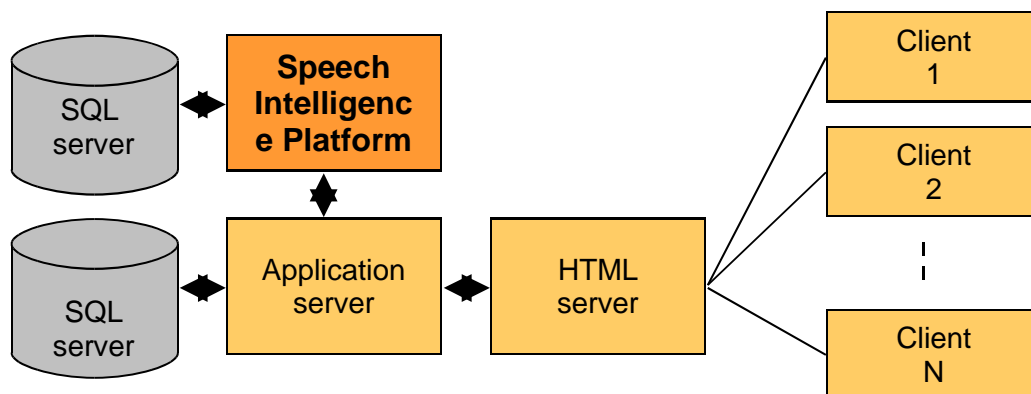 SQL
server
Speech
Intelligenc
e Platform
Client
1
Client
2
SQL
server
Application
server
HTML
server
Client
N